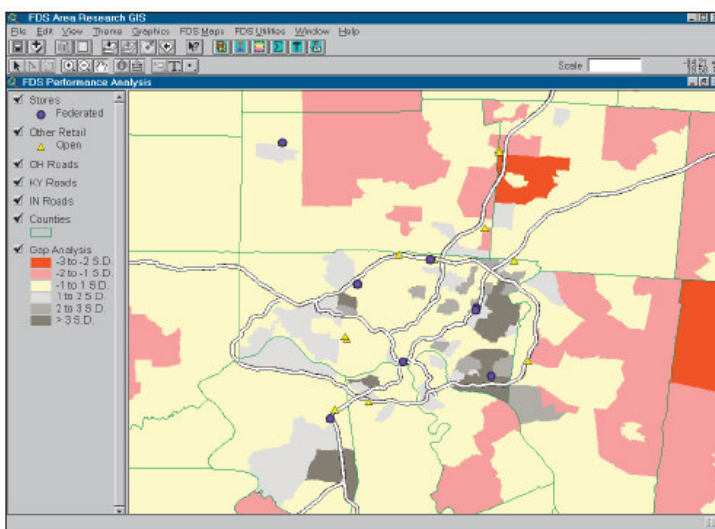 FDS Area Research GIS
File Edit View Theme Graphics FDS Maps FDS Utilities Window Help
Scale
FDS Performance Analysis
Stores
Federated
Other Retail
Open
OH Roads
KY Roads
IN Roads
Counties
Gap Analysis
-3 to -2 S.D.
-2 to -1 S.D.
-1 to 1 S.D.
1 to 2 S.D.
2 to 3 S.D.
> 3 S.D.